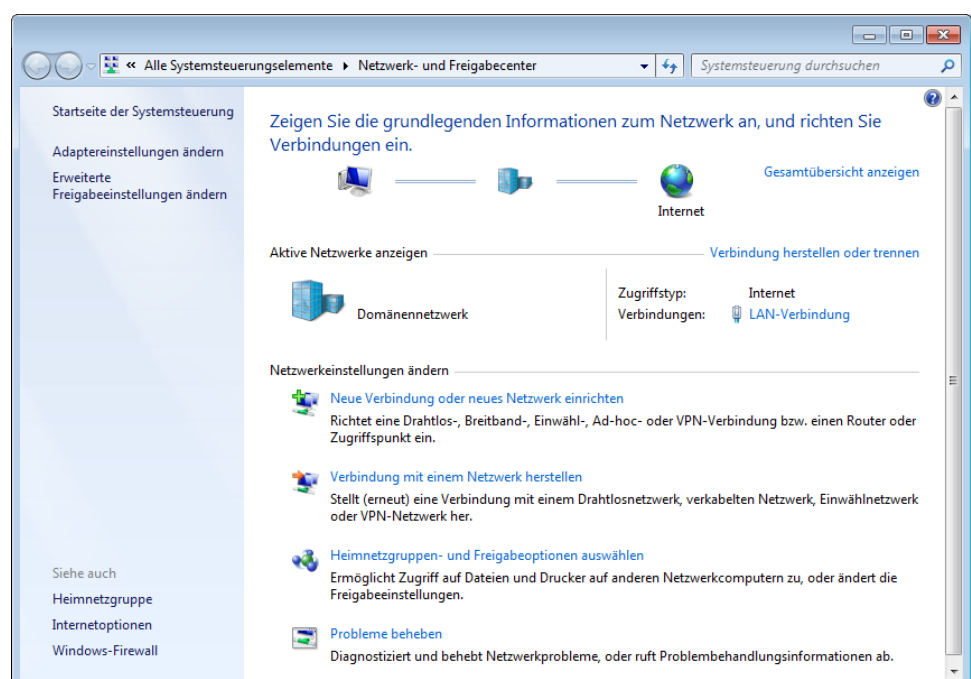 « Alle Systemsteuerungselemente ▸ Netzwerk- und Freigabecenter
Systemsteuerung durchsuchen
Startseite der Systemsteuerung
Adaptereinstellungen ändern
Erweiterte
Freigabeeinstellungen ändern
Zeigen Sie die grundlegenden Informationen zum Netzwerk an, und richten Sie
Verbindungen ein.
Gesamtübersicht anzeigen
Internet
Aktive Netzwerke anzeigen
Verbindung herstellen oder trennen
Domänennetzwerk
Zugriffstyp: Internet
Verbindungen: LAN-Verbindung
Netzwerkeinstellungen ändern
Neue Verbindung oder neues Netzwerk einrichten
Richtet eine Drahtlos-, Breitband-, Einwähl-, Ad-hoc- oder VPN-Verbindung bzw. einen Router oder
Zugriffspunkt ein.
Verbindung mit einem Netzwerk herstellen
Stellt (erneut) eine Verbindung mit einem Drahtlosnetzwerk, verkabelten Netzwerk, Einwählnetzwerk
oder VPN-Netzwerk her.
Heimnetzgruppen- und Freigabeoptionen auswählen
Ermöglicht Zugriff auf Dateien und Drucker auf anderen Netzwerkcomputern zu, oder ändert die
Freigabeeinstellungen.
Probleme beheben
Diagnostiziert und behebt Netzwerkprobleme, oder ruft Problembehandlungsinformationen ab.
Siehe auch
Heimnetzgruppe
Internetoptionen
Windows-Firewall